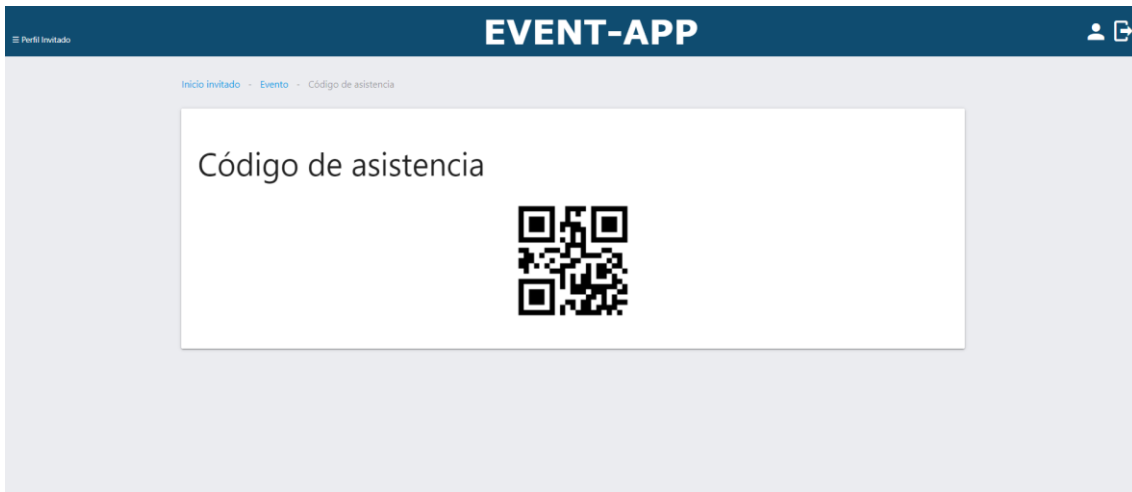 ☰ Perfil Invitado
EVENT-APP
Inicio invitado - Evento - Código de asistencia
Código de asistencia